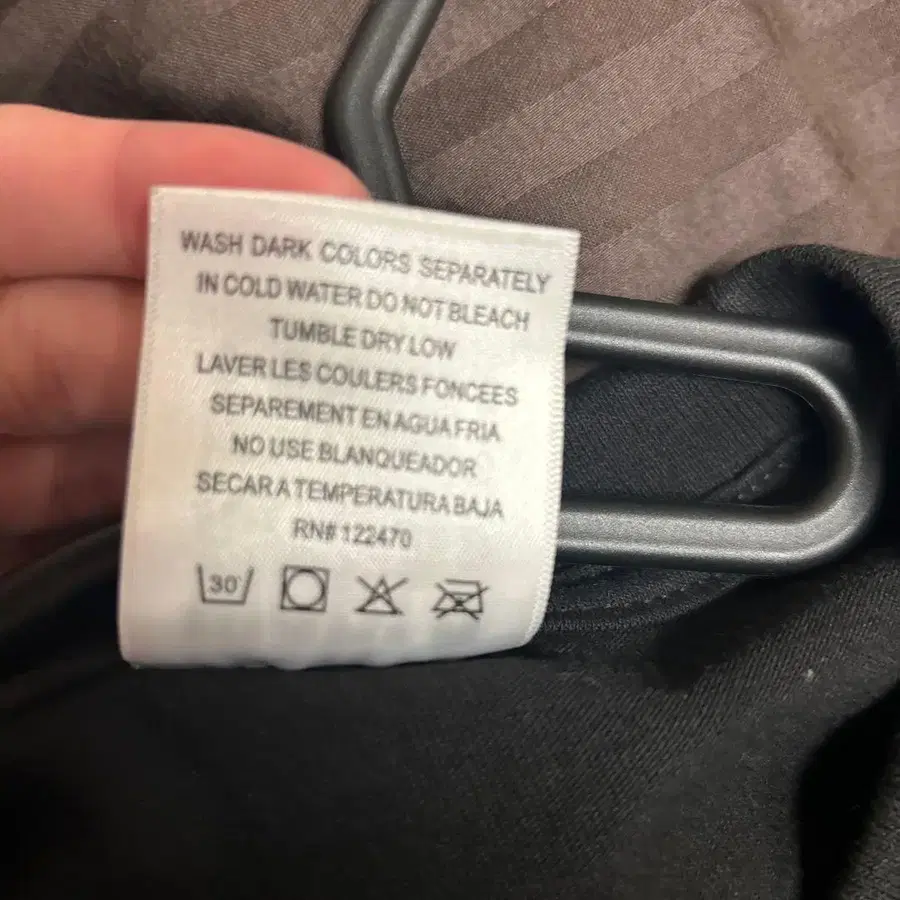 WASH DARK COLORS SEPARATELY
IN COLD WATER DO NOT BLEACH
TUMBLE DRY LOW
LAVER LES COULERS FONCEES
SEPAREMENT EN AGUA FRIA
NO USE BLANQUEADOR
SECAR A TEMPERATURA BAJA
RN# 122470
30°